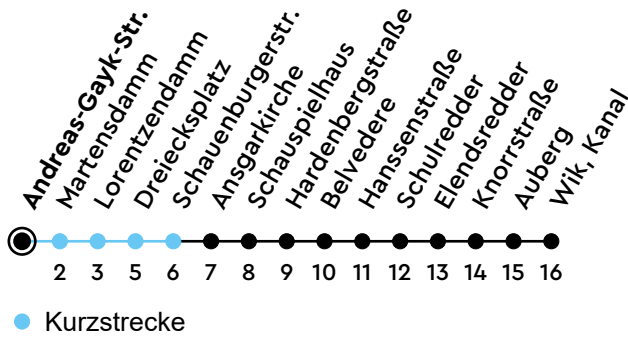 Andreas-Gayk-Str.
Martensdamm
Lorentzendamm
Dreiecksplatz
Schauenburgerstr.
Ansgarkirche
Schauspielhaus
Hardenbergstraße
Belvedere
Hanssenstraße
Schulredder
Elendsredder
Knorrstraße
Auberg
Wik, Kanal
2 3 5 6 7 8 9 10 11 12 13 14 15 16
Kurzstrecke